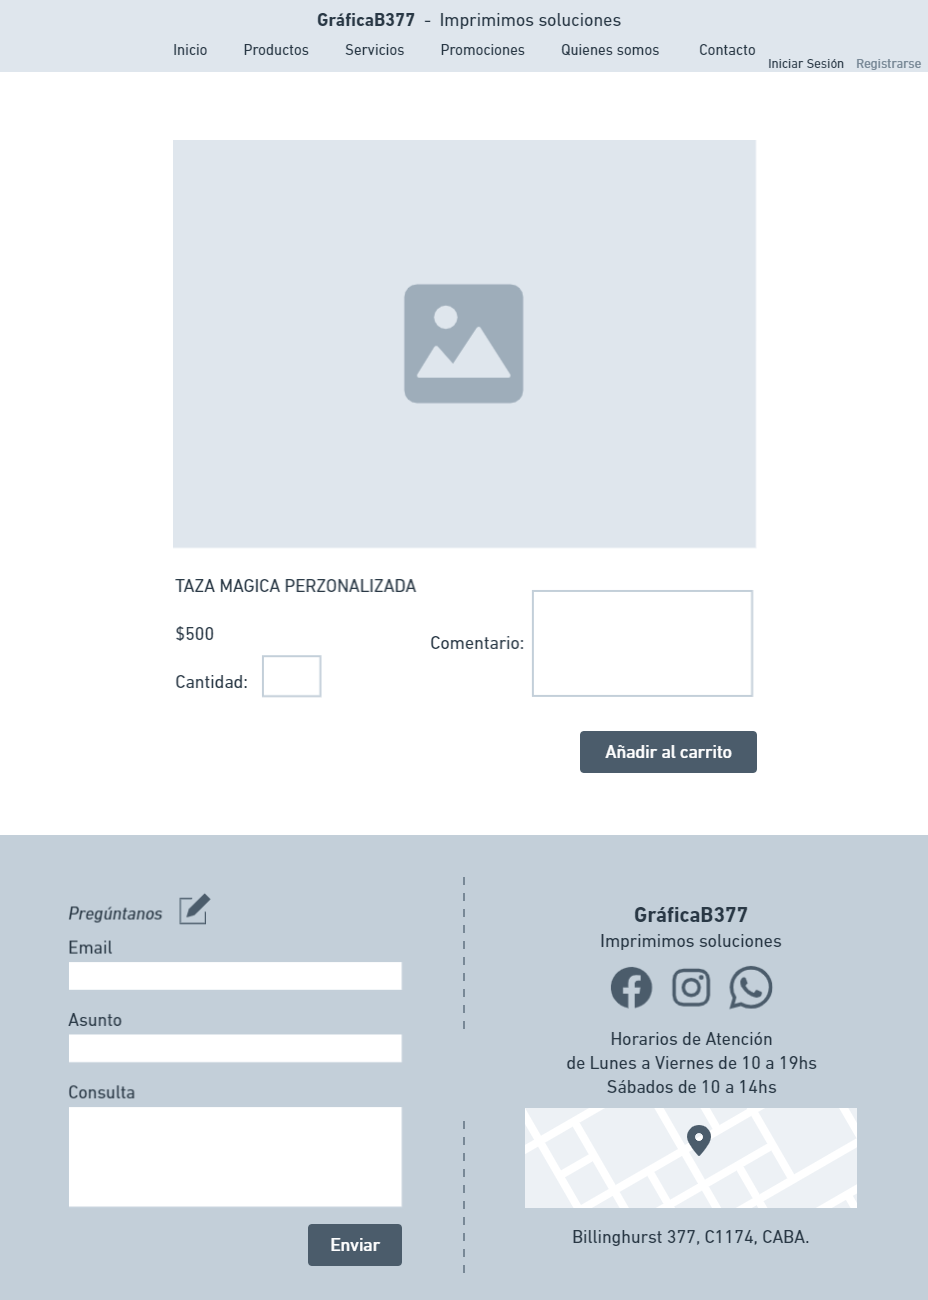 GráficaB377 - Imprimimos soluciones
Inicio Productos Servicios Promociones Quienes somos Contacto
Iniciar Sesión Registrarse
TAZA MAGICA PERZONALIZADA
$500
Comentario:
Cantidad:
Añadir al carrito
Pregúntanos
Email
Asunto
Consulta
Enviar
GráficaB377
Imprimimos soluciones
Horarios de Atención
de Lunes a Viernes de 10 a 19hs
Sábados de 10 a 14hs
Billinghurst 377, C1174, CABA.